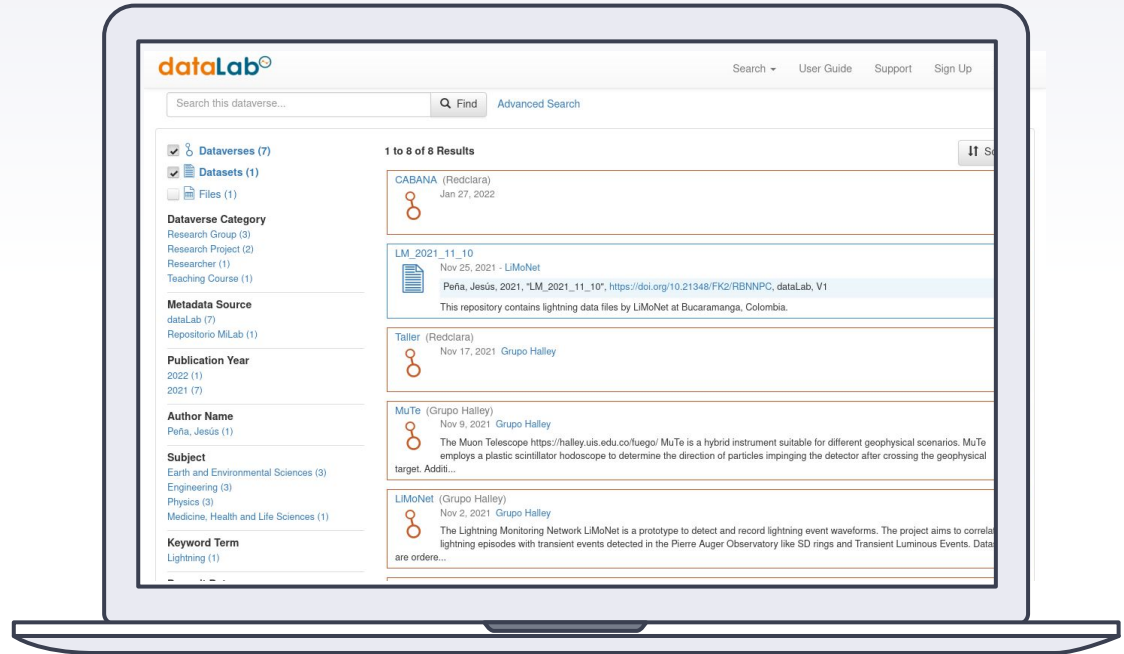 dataLab
Search User Guide Support Sign Up
Search this dataverse... Find Advanced Search
Dataverses (7)
Datasets (1)
Files (1)
Dataverse Category
Research Group (3)
Research Project (2)
Researcher (1)
Teaching Course (1)
Metadata Source
dataLab (7)
Repositorio MiLab (1)
Publication Year
2022 (1)
2021 (7)
Author Name
Peña, Jesús (1)
Subject
Earth and Environmental Sciences (3)
Engineering (3)
Physics (3)
Medicine, Health and Life Sciences (1)
Keyword Term
Lightning (1)
1 to 8 of 8 Results
CABANA (Redclara)
Jan 27, 2022
LM_2021_11_10
Nov 25, 2021 - LiMoNet
Peña, Jesús, 2021, "LM_2021_11_10", https://doi.org/10.21348/FK2/RBNNPC, dataLab, V1
This repository contains lightning data files by LiMoNet at Bucaramanga, Colombia.
Taller (Redclara)
Nov 17, 2021 Grupo Halley
MuTe (Grupo Halley)
Nov 9, 2021 Grupo Halley
The Muon Telescope https://halley.uis.edu.co/fuego/ MuTe is a hybrid instrument suitable for different geophysical scenarios. MuTe
employs a plastic scintillator hodoscope to determine the direction of particles impinging the detector after crossing the geophysical
target. Additi...
LiMoNet (Grupo Halley)
Nov 2, 2021 Grupo Halley
The Lightning Monitoring Network LiMoNet is a prototype to detect and record lightning event waveforms. The project aims to correlat
lightning episodes with transient events detected in the Pierre Auger Observatory like SD rings and Transient Luminous Events. Data
are ordere...